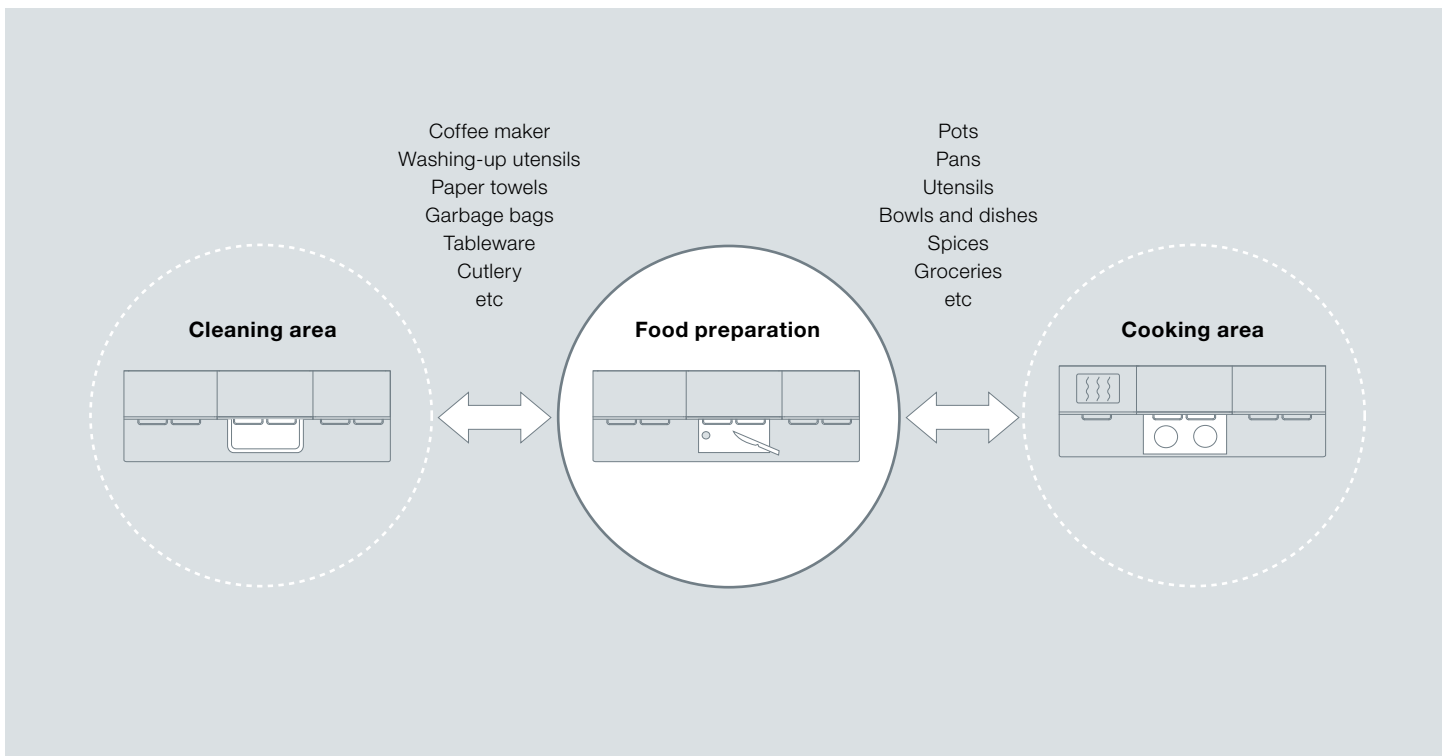 Coffee maker
Washing-up utensils
Paper towels
Garbage bags
Tableware
Cutlery
etc
Pots
Pans
Utensils
Bowls and dishes
Spices
Groceries
etc
Cleaning area
Food preparation
Cooking area